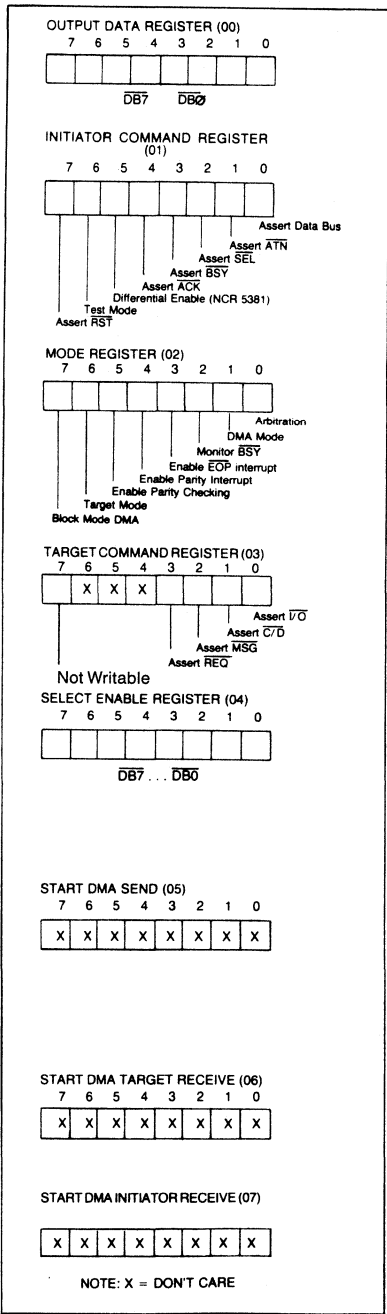 OUTPUT DATA REGISTER (00)
7 6 5 4 3 2 1 0
DB7 DB0
INITIATOR COMMAND REGISTER
(01)
7 6 5 4 3 2 1 0
Assert Data Bus
Assert ATN
Assert SEL
Assert BSY
Assert ACK
Differential Enable (NCR 5381)
Test Mode
Assert RST
MODE REGISTER (02)
7 6 5 4 3 2 1 0
Arbitration
DMA Mode
Monitor BSY
Enable EOP interrupt
Enable Parity Interrupt
Enable Parity Checking
Target Mode
Block Mode DMA
TARGET COMMAND REGISTER (03)
7 6 5 4 3 2 1 0
X X X
Assert I/O
Assert C/D
Assert MSG
Assert REQ
Not Writable
SELECT ENABLE REGISTER (04)
7 6 5 4 3 2 1 0
DB7 . . . DB0
START DMA SEND (05)
7 6 5 4 3 2 1 0
X X X X X X X X
START DMA TARGET RECEIVE (06)
7 6 5 4 3 2 1 0
X X X X X X X X
START DMA INITIATOR RECEIVE (07)
X X X X X X X X
NOTE: X = DON'T CARE